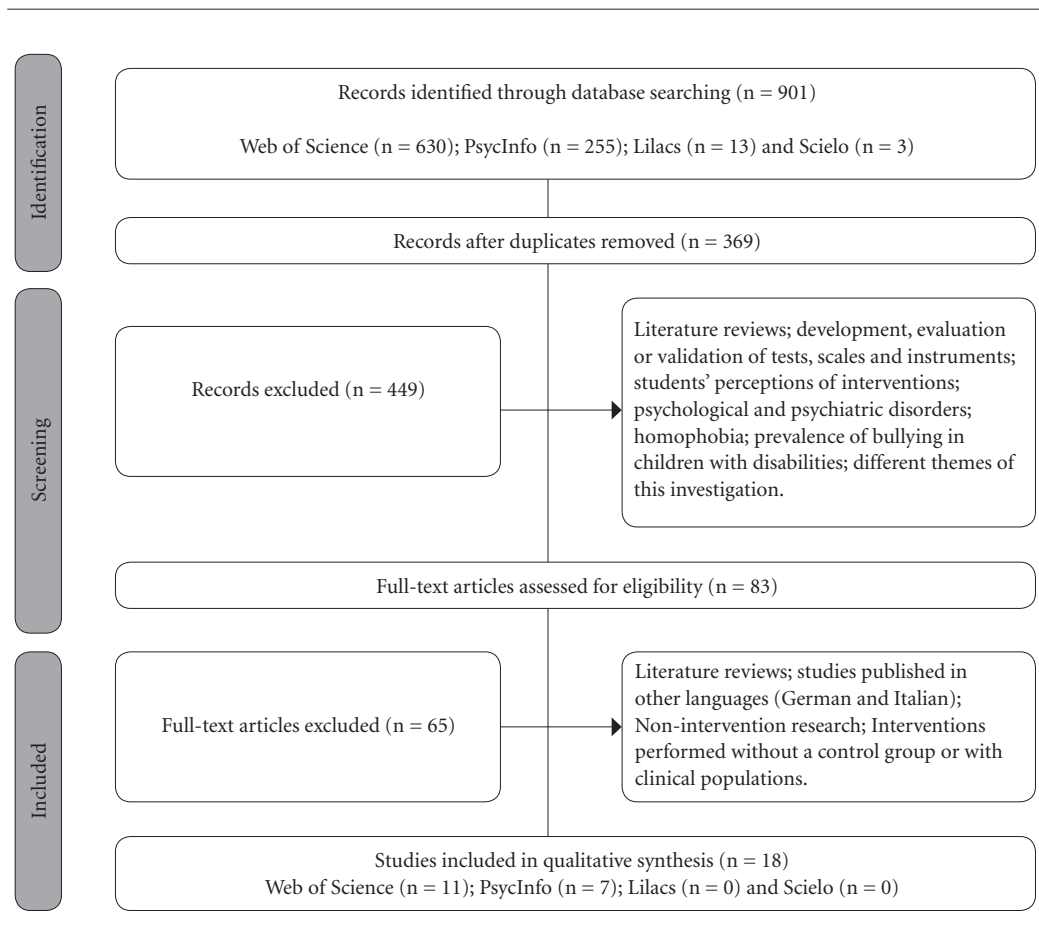 Identification
Records identified through database searching (n = 901)
Web of Science (n = 630); PsycInfo (n = 255); Lilacs (n = 13) and Scielo (n = 3)
Records after duplicates removed (n = 369)
Screening
Records excluded (n = 449)
Literature reviews; development, evaluation
or validation of tests, scales and instruments;
students’ perceptions of interventions;
psychological and psychiatric disorders;
homophobia; prevalence of bullying in
children with disabilities; different themes of
this investigation.
Full-text articles assessed for eligibility (n = 83)
Included
Full-text articles excluded (n = 65)
Literature reviews; studies published in
other languages (German and Italian);
Non-intervention research; Interventions
performed without a control group or with
clinical populations.
Studies included in qualitative synthesis (n = 18)
Web of Science (n = 11); PsycInfo (n = 7); Lilacs (n = 0) and Scielo (n = 0)